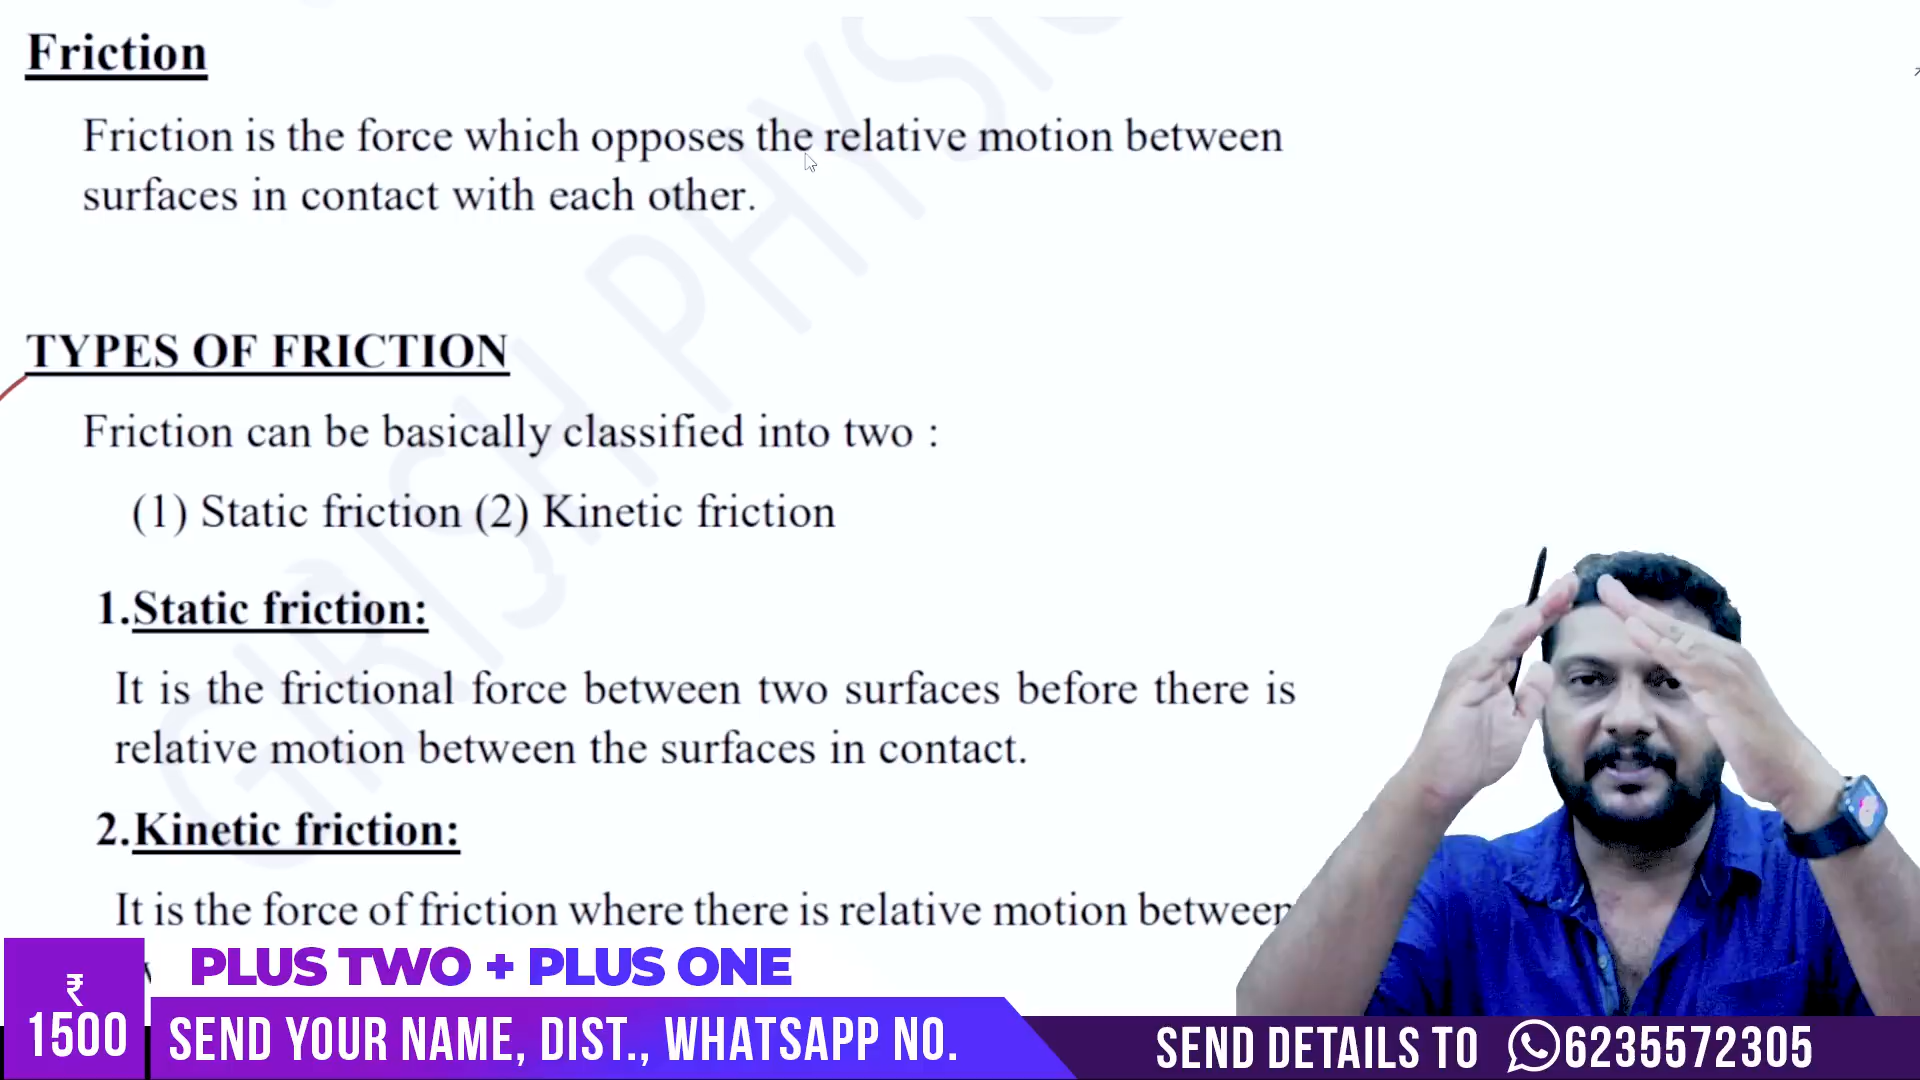 Friction
Friction is the force which opposes the relative motion between
surfaces in contact with each other.
TYPES OF FRICTION
Friction can be basically classified into two :
(1) Static friction (2) Kinetic friction
1.Static friction:
It is the frictional force between two surfaces before there is
relative motion between the surfaces in contact.
2.Kinetic friction:
It is the force of friction where there is relative motion between
GIRISH PHYSIC
PLUS TWO + PLUS ONE
₹
1500
SEND YOUR NAME, DIST., WHATSAPP NO.
SEND DETAILS TO 6235572305